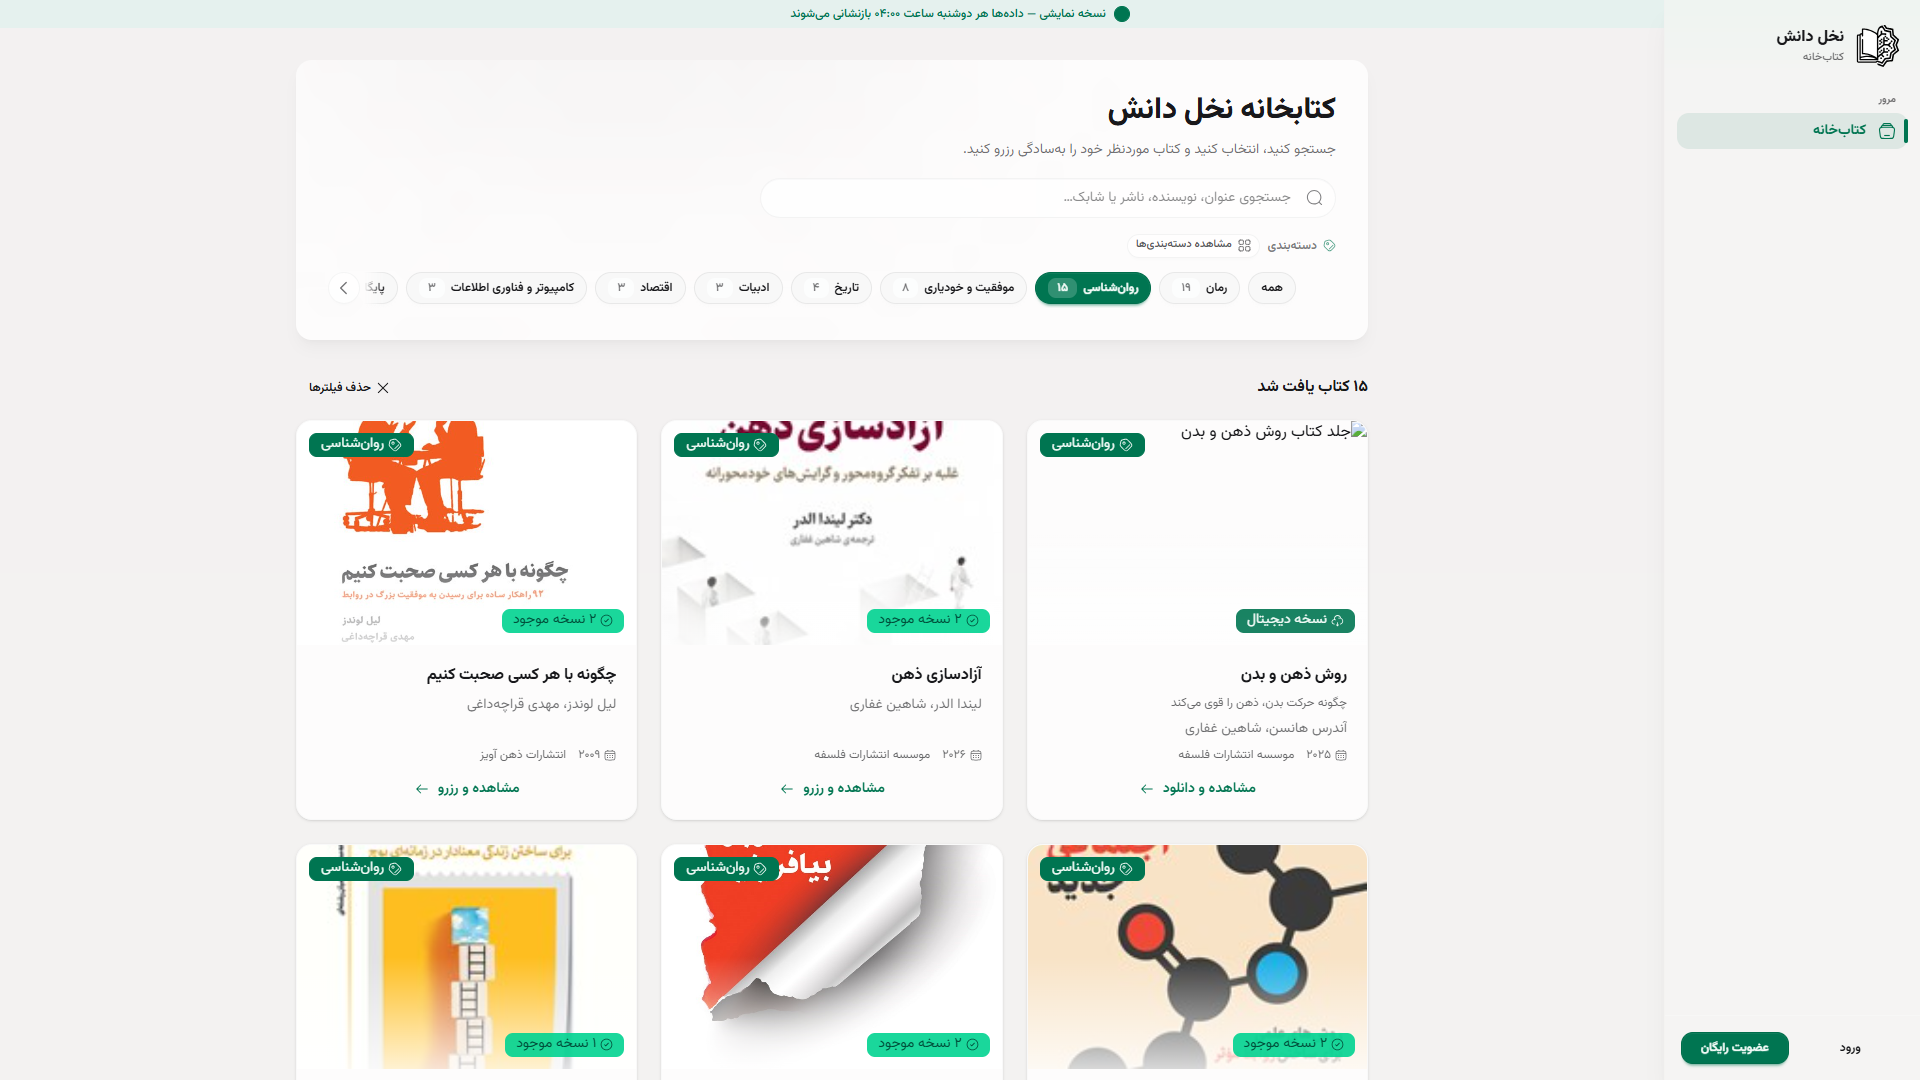 نسخه نمایشی — داده‌ها هر دوشنبه ساعت ۰۴:۰۰ بازنشانی می‌شوند
نخل دانش
کتاب‌خانه
مرور
کتاب‌خانه
کتابخانه نخل دانش
جستجو کنید، انتخاب کنید و کتاب موردنظر خود را به‌سادگی رزرو کنید.
جستجوی عنوان، نویسنده، ناشر یا شابک...
دسته‌بندی
مشاهده دسته‌بندی‌ها
همه
رمان ۱۹
روان‌شناسی ۱۵
موفقیت و خودیاری ۸
تاریخ ۴
ادبیات ۳
اقتصاد ۳
کامپیوتر و فناوری اطلاعات ۳
۱۵ کتاب یافت شد
حذف فیلترها
جلد کتاب روش ذهن و بدن
روان‌شناسی
نسخه دیجیتال
روش ذهن و بدن
چگونه حرکت بدن، ذهن را قوی می‌کند
آندرس هانسن، شاهین غفاری
۲۰۲۵ موسسه انتشارات فلسفه
مشاهده و دانلود
آزادسازی ذهن
روان‌شناسی
غلبه بر تفکر گروه‌محور و گرایش‌های خودمحورانه
دکتر لیندا الدر
ترجمه‌ی شاهین غفاری
۲ نسخه موجود
آزادسازی ذهن
لیندا الدر، شاهین غفاری
۲۰۲۶ موسسه انتشارات فلسفه
مشاهده و رزرو
روان‌شناسی
چگونه با هر کسی صحبت کنیم
۹۲ راهکار ساده برای رسیدن به موفقیت بزرگ در روابط
لیل لوندز
مهدی قراچه‌داغی
۲ نسخه موجود
چگونه با هر کسی صحبت کنیم
لیل لوندز، مهدی قراچه‌داغی
۲۰۰۹ انتشارات ذهن آویز
مشاهده و رزرو
اجتماعی
جدید
روان‌شناسی
۲ نسخه موجود
روان‌شناسی
۲ نسخه موجود
برای ساختن زندگی معنادار در زمانه‌ای پوچ
روان‌شناسی
۱ نسخه موجود
ورود
عضویت رایگان